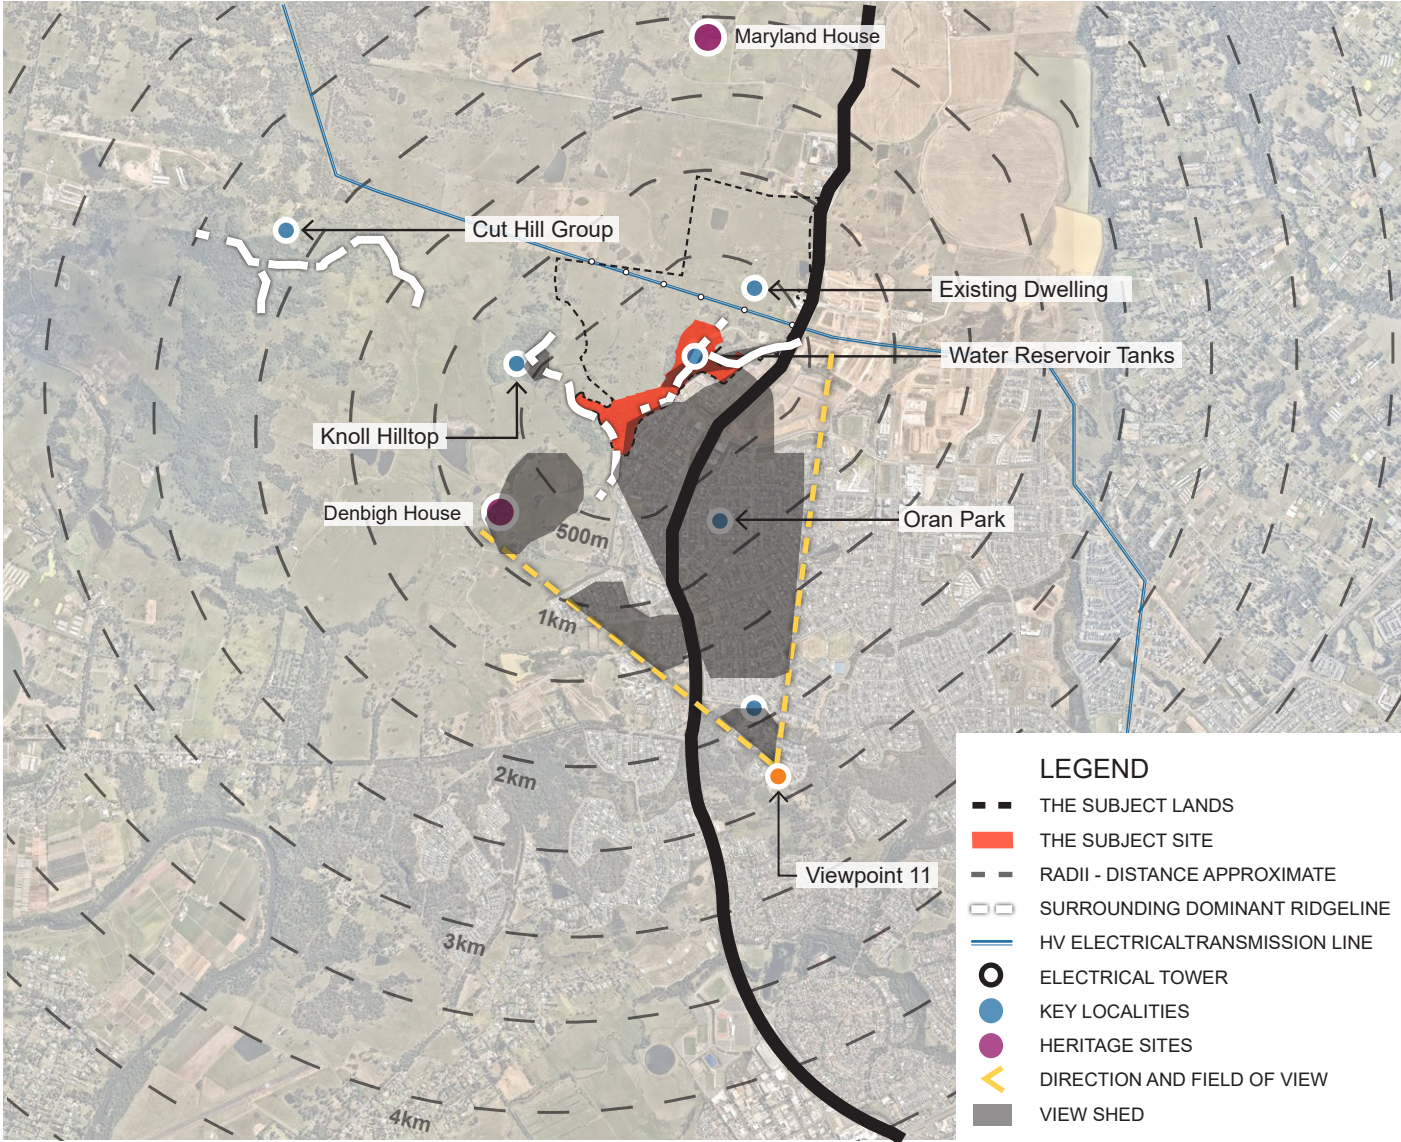 Maryland House
Cut Hill Group
Existing Dwelling
Water Reservoir Tanks
Knoll Hilltop
Denbigh House
Oran Park
500m
1km
2km
Viewpoint 11
3km
4km
LEGEND
THE SUBJECT LANDS
THE SUBJECT SITE
RADII - DISTANCE APPROXIMATE
SURROUNDING DOMINANT RIDGELINE
HV ELECTRICALTRANSMISSION LINE
ELECTRICAL TOWER
KEY LOCALITIES
HERITAGE SITES
DIRECTION AND FIELD OF VIEW
VIEW SHED